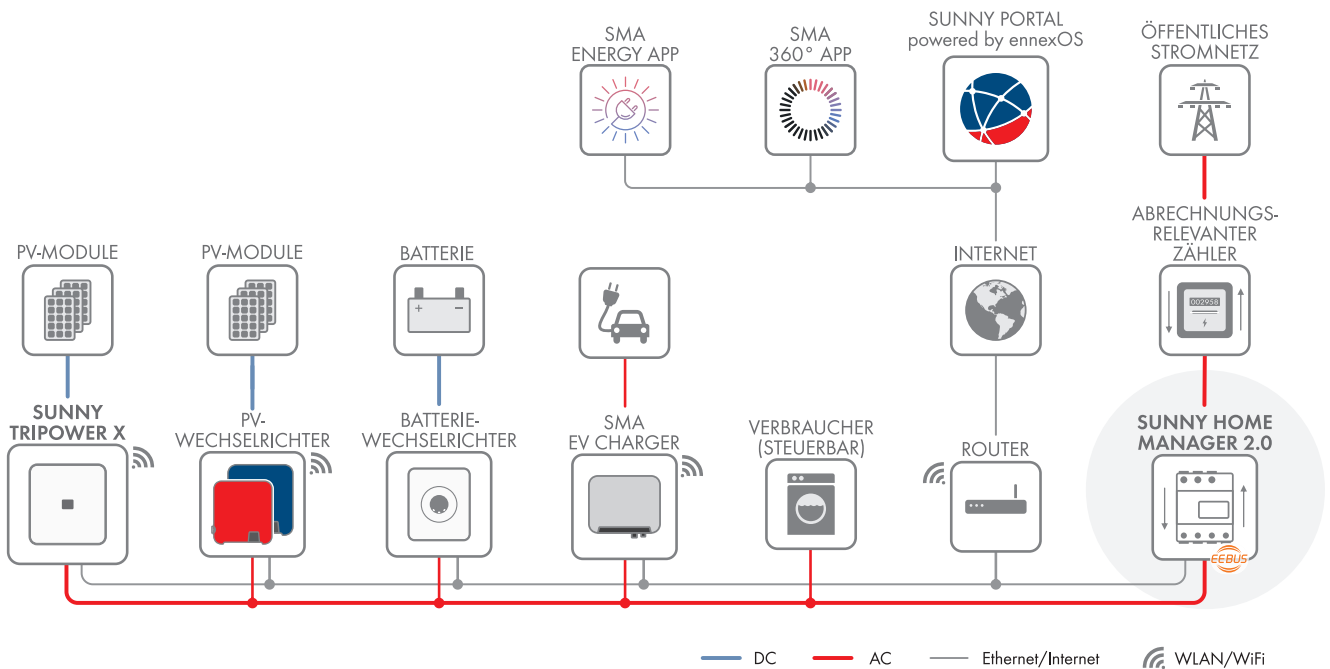 SMA
ENERGY APP
SMA
360° APP
SUNNY PORTAL
powered by ennexOS
ÖFFENTLICHES
STROMNETZ
PV-MODULE
PV-MODULE
BATTERIE
INTERNET
ABRECHNUNGS-
RELEVANTER
ZÄHLER
+ −
002958
SUNNY
TRIPOWER X
PV-
WECHSELRICHTER
BATTERIE-
WECHSELRICHTER
SMA
EV CHARGER
VERBRAUCHER
(STEUERBAR)
ROUTER
SUNNY HOME
MANAGER 2.0
EEBUS
DC
AC
Ethernet/Internet
WLAN/WiFi